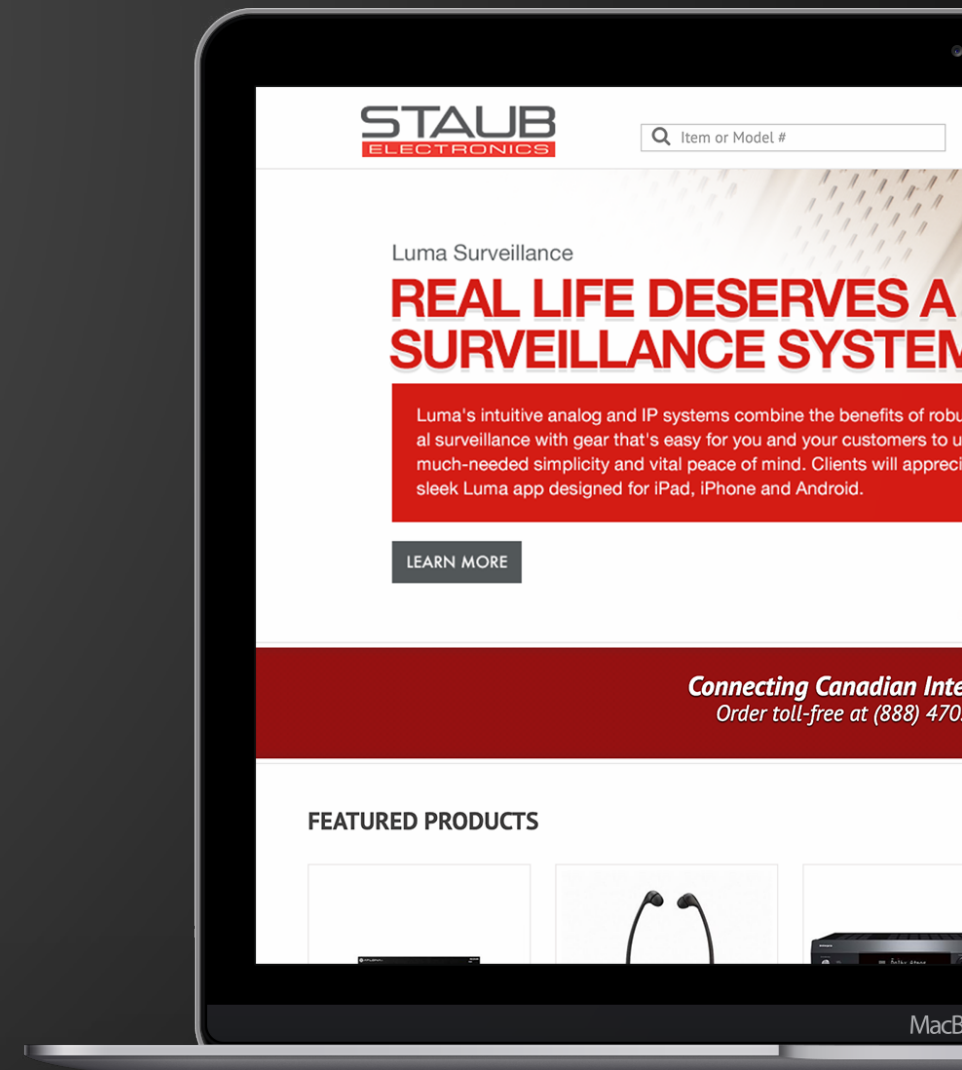 STAUB
ELECTRONICS
Item or Model #
Luma Surveillance
REAL LIFE DESERVES A
SURVEILLANCE SYSTEM
Luma's intuitive analog and IP systems combine the benefits of robu
al surveillance with gear that's easy for you and your customers to u
much-needed simplicity and vital peace of mind. Clients will appreci
sleek Luma app designed for iPad, iPhone and Android.
LEARN MORE
Connecting Canadian Inte
Order toll-free at (888) 470
FEATURED PRODUCTS
MacB